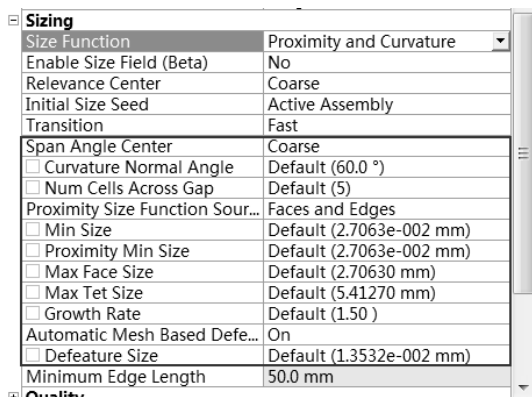 Sizing
Size Function Proximity and Curvature
Enable Size Field (Beta) No
Relevance Center Coarse
Initial Size Seed Active Assembly
Transition Fast
Span Angle Center Coarse
Curvature Normal Angle Default (60.0 °)
Num Cells Across Gap Default (5)
Proximity Size Function Sour... Faces and Edges
Min Size Default (2.7063e-002 mm)
Proximity Min Size Default (2.7063e-002 mm)
Max Face Size Default (2.70630 mm)
Max Tet Size Default (5.41270 mm)
Growth Rate Default (1.50 )
Automatic Mesh Based Defe... On
Defeature Size Default (1.3532e-002 mm)
Minimum Edge Length 50.0 mm
Quality